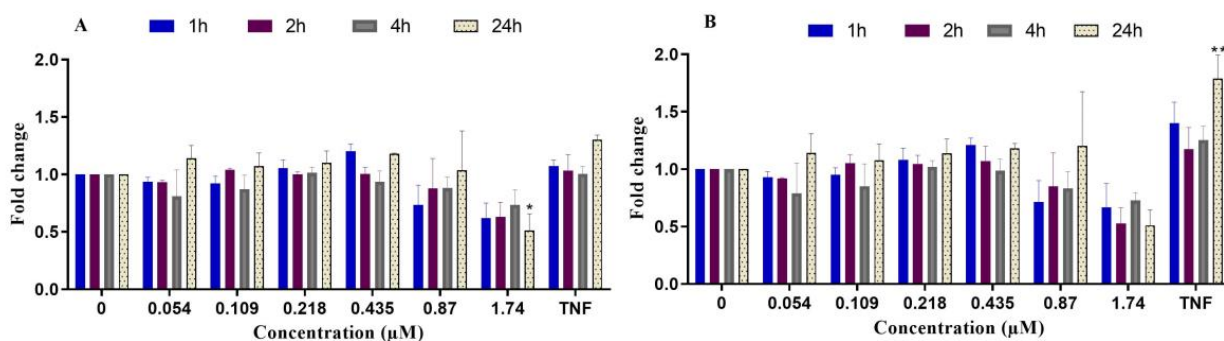 A
1h 2h 4h 24h
2.0
1.5
1.0
0.5
0.0
Fold change
*
0 0.054 0.109 0.218 0.435 0.87 1.74 TNF
Concentration (µM)
B
1h 2h 4h 24h
2.0
1.5
1.0
0.5
0.0
Fold change
**
0 0.054 0.109 0.218 0.435 0.87 1.74 TNF
Concentration (µM)